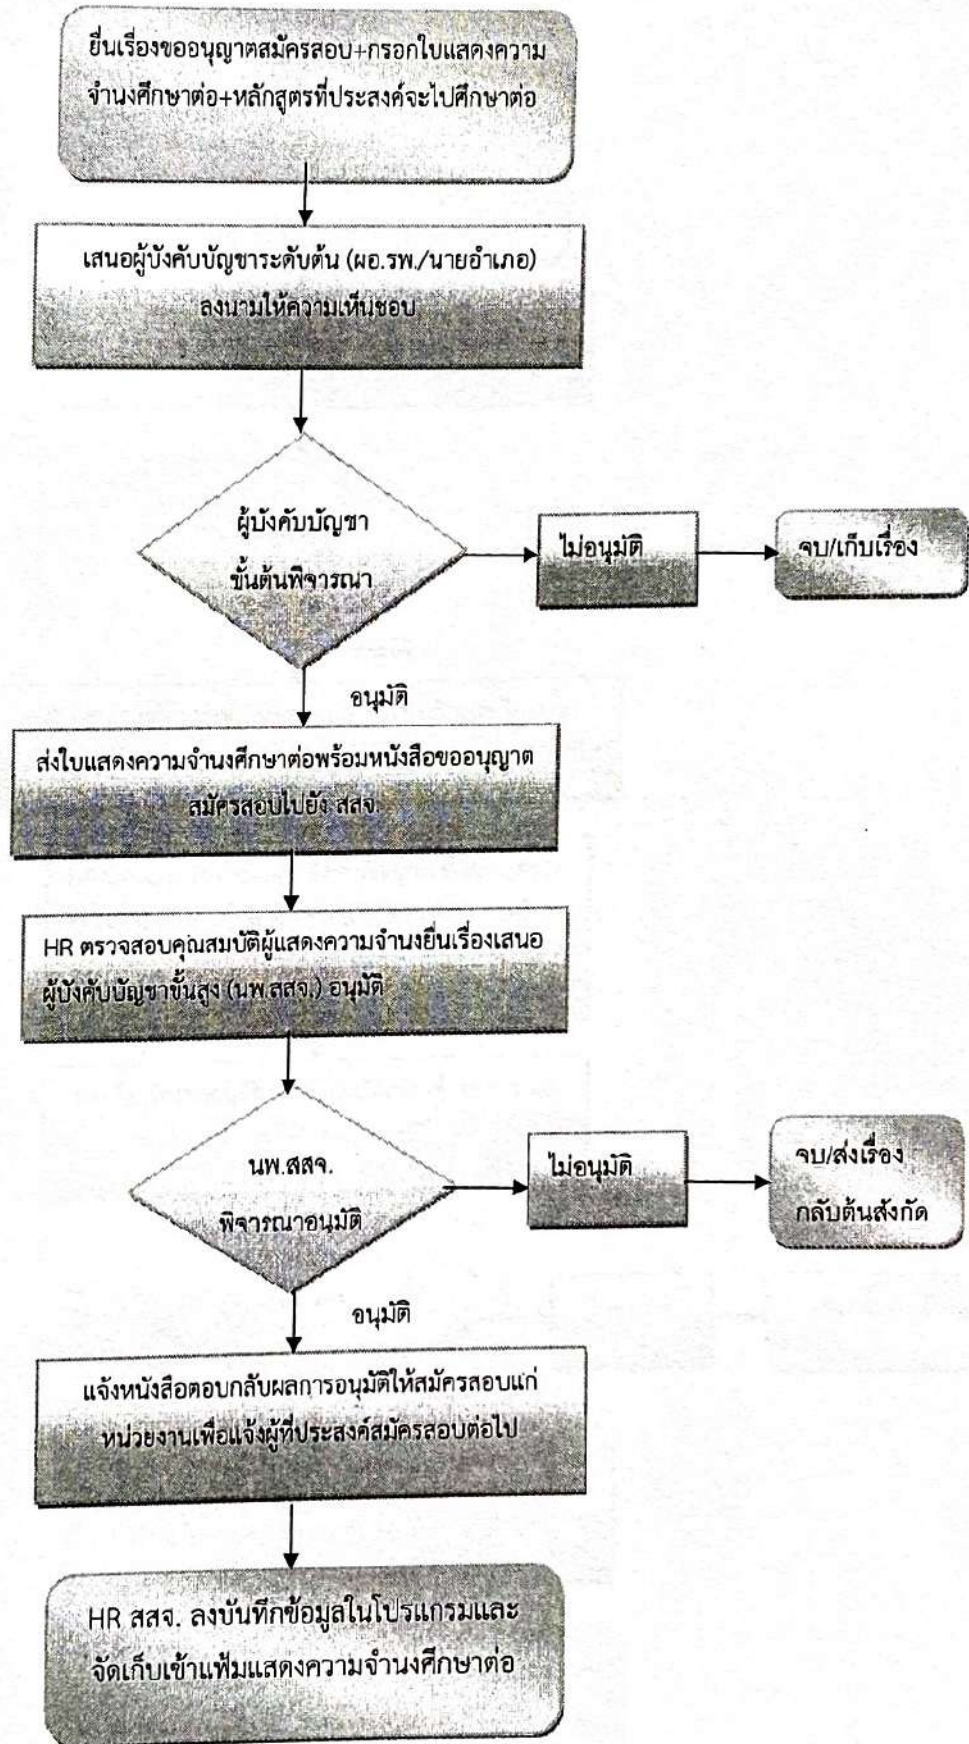 ยื่นเรื่องขออนุญาตสมัครสอบ+กรอกใบแสดงความ
จำนงศึกษาต่อ+หลักสูตรที่ประสงค์จะไปศึกษาต่อ
เสนอผู้บังคับบัญชาระดับต้น (ผอ.รพ./นายอำเภอ)
ลงนามให้ความเห็นชอบ
ผู้บังคับบัญชา
ขั้นต้นพิจารณา
ไม่อนุมัติ
จบ/เก็บเรื่อง
อนุมัติ
ส่งใบแสดงความจำนงศึกษาต่อพร้อมหนังสือขออนุญาต
สมัครสอบไปยัง สสจ.
HR ตรวจสอบคุณสมบัติผู้แสดงความจำนงยื่นเรื่องเสนอ
ผู้บังคับบัญชาขั้นสูง (นพ.สสจ.) อนุมัติ
นพ.สสจ.
พิจารณาอนุมัติ
ไม่อนุมัติ
จบ/ส่งเรื่อง
กลับต้นสังกัด
อนุมัติ
แจ้งหนังสือตอบกลับผลการอนุมัติให้สมัครสอบแก่
หน่วยงานเพื่อแจ้งผู้ที่ประสงค์สมัครสอบต่อไป
HR สสจ. ลงบันทึกข้อมูลในโปรแกรมและ
จัดเก็บเข้าแฟ้มแสดงความจำนงศึกษาต่อ